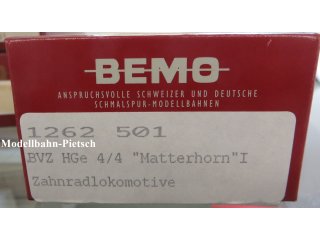 BEMO
ANSPRUCHSVOLLE SCHWEIZER UND DEUTSCHE
SCHMALSPUR-MODELLBAHNEN
1262 501
Modellbahn-Pietsch
BVZ HGe 4/4 "Matterhorn"I
Zahnradlokomotive